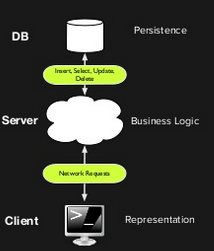 DB
Persistence
Insert, Select, Update,
Delete
Server
Business Logic
Network Requests
>_
Client
Representation